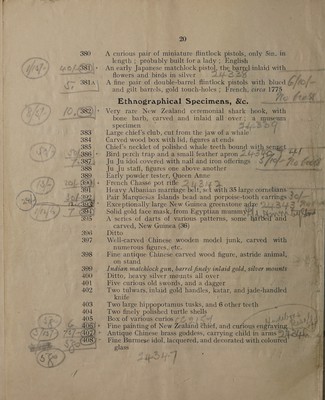 20
380 A curious pair of miniature flintlock pistols, only 8in. in
length ; probably built for a lady ; English
381 An early Japanese matchlock pistol, the barrel inlaid with
flowers and birds in silver
381A A fine pair of double-barrel flintlock pistols with blued
and gilt barrels, gold touch-holes ; French, circa 1775
Ethnographical Specimens, &c.
382 Very rare New Zealand ceremonial shark hook, with
bone barb, carved and inlaid all over ; a museum
specimen
383 Large chief's club, cut from the jaw of a whale
384 Carved wood box with lid, figures at ends
385 Chief's necklet of polished whale teeth bound with
386 Bird perch trap and a small feather apron
387 Ju Ju idol covered with nail and rum offerings
388 Ju Ju staff, figures one above another
389 Early powder tester, Queen Anne
French Chassé pot rifle
391 Heavy Albanian marriage belt, set with 35 large cornelians
Pair Marquesas Islands head and porpoise-tooth earrings
Exceptionally large New Guinea greenstone adze
Solid gold face mask, from Egyptian mummy
395 A series of darts in various patterns, some barbed and
carved, New Guinea (36)
396 Ditto
397 Well-carved Chinese wooden model junk, carved with
numerous figures, etc.
398 Fine antique Chinese carved wood figure, astride animal,
on stand
399 Indian matchlock gun, barrel finely inlaid gold, silver mounts
400 Ditto, heavy silver mounts all over
401 Five curious old swords, and a dagger
402 Two tulwars, inlaid gold handles, katar, and jade-handled
knife
403 Two large hippopotamus tusks, and 6 other teeth
404 Two finely polished turtle shells
405 Box of various curios
406 Fine painting of New Zealand chief, and curious engraving
407 Antique Chinese brass goddess, carrying child in arms
408 Fine Burmese idol, lacquered, and decorated with coloured
glass